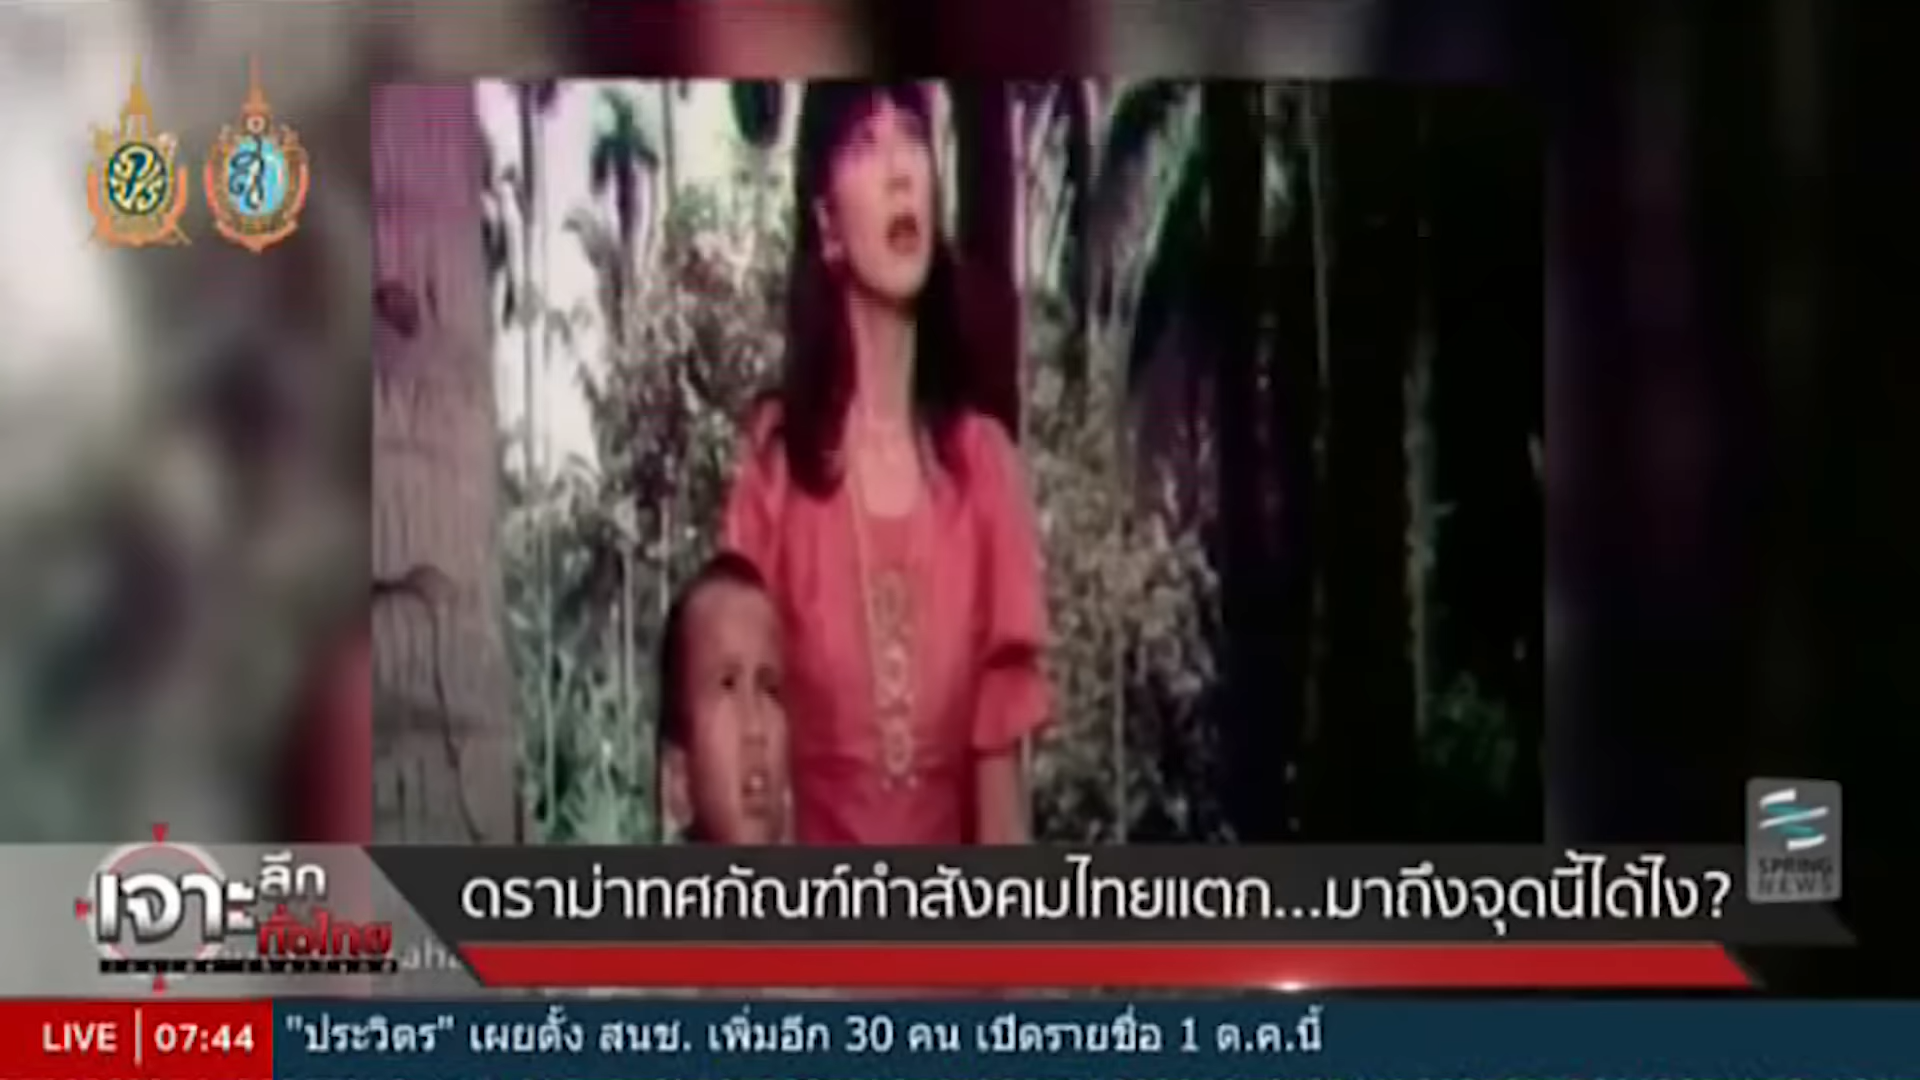 ดราม่าทศกัณฑ์ทำสังคมไทยแตก...มาถึงจุดนี้ได้ไง?
เจาะลึก
ทั่วไทย
SPRING
NEWS
LIVE 07:44 "ประวิตร" เผยตั้ง สนช. เพิ่มอีก 30 คน เปิดรายชื่อ 1 ต.ค.นี้